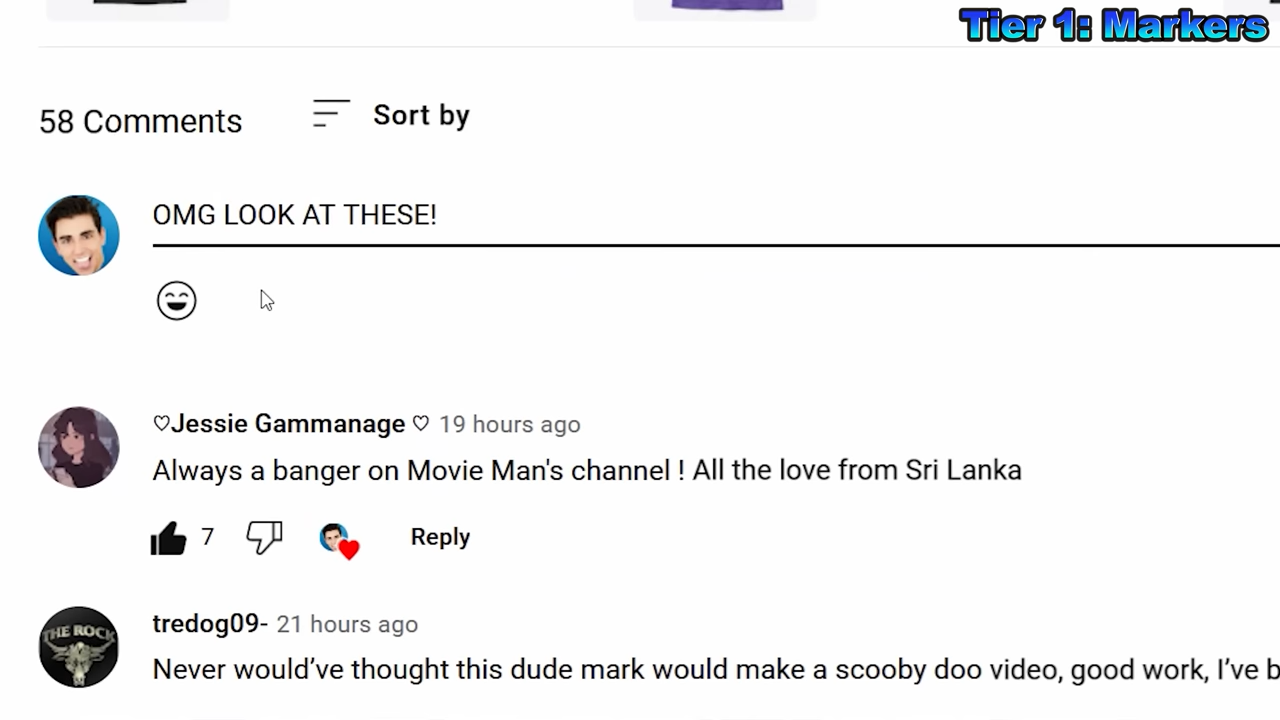 Tier 1: Markers
58 Comments
Sort by
OMG LOOK AT THESE!
♡Jessie Gammanage ♡ 19 hours ago
Always a banger on Movie Man's channel ! All the love from Sri Lanka
7
Reply
THE ROCK
tredog09- 21 hours ago
Never would’ve thought this dude mark would make a scooby doo video, good work, I’ve b